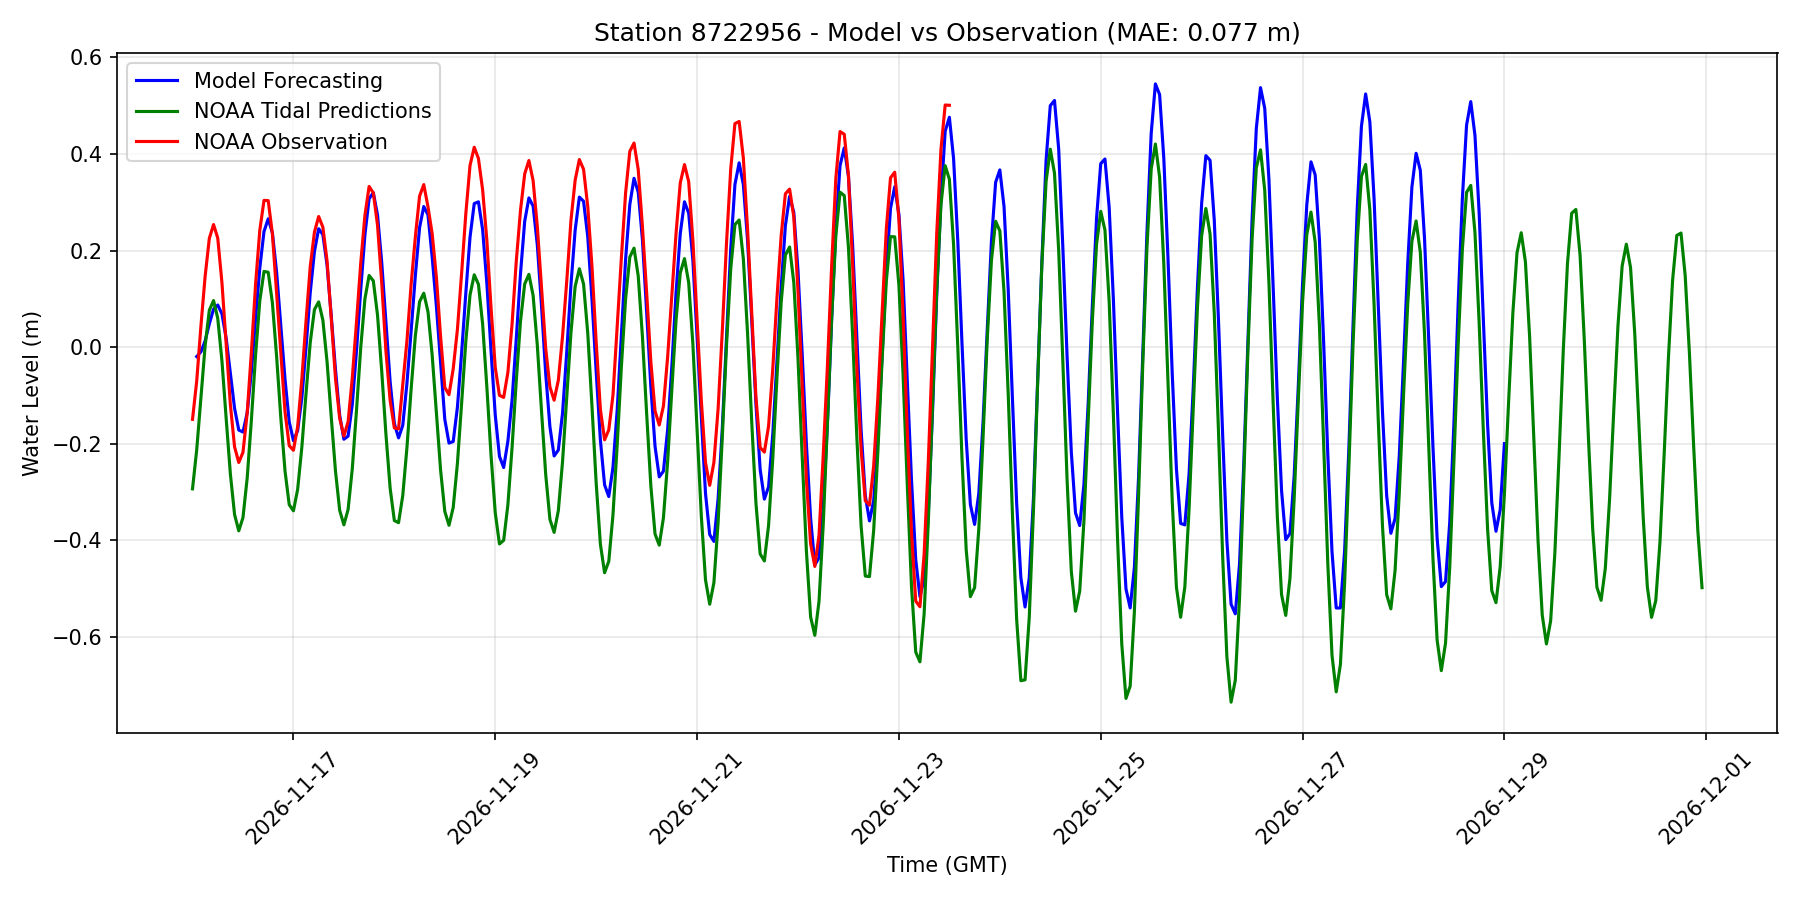 Station 8722956 - Model vs Observation (MAE: 0.077 m)
Model Forecasting
NOAA Tidal Predictions
NOAA Observation
Water Level (m)
0.6
0.4
0.2
0.0
−0.2
−0.4
−0.6
2026-11-17
2026-11-19
2026-11-21
2026-11-23
2026-11-25
2026-11-27
2026-11-29
2026-12-01
Time (GMT)